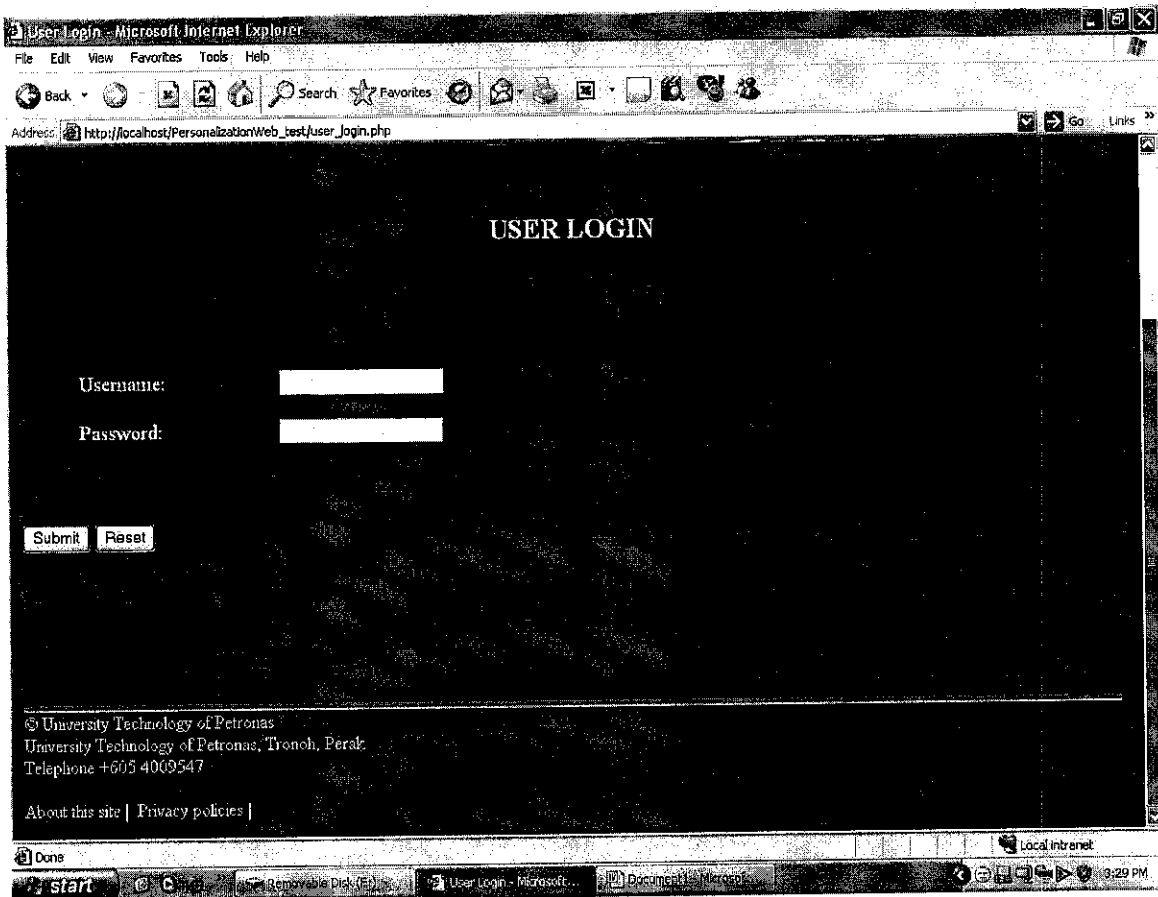 User Login - Microsoft Internet Explorer
File Edit View Favorites Tools Help
Back Search Favorites
Address http://localhost/PersonalizationWeb_test/user_login.php Go Links »
USER LOGIN
Username:
Password:
Submit Reset
© University Technology of Petronas
University Technology of Petronas, Tronoh, Perak
Telephone +605 4009547
About this site | Privacy policies |
Done Local intranet
start Removable Disk (F:) User Login - Microsoft... Document1 - Microsof... 3:29 PM